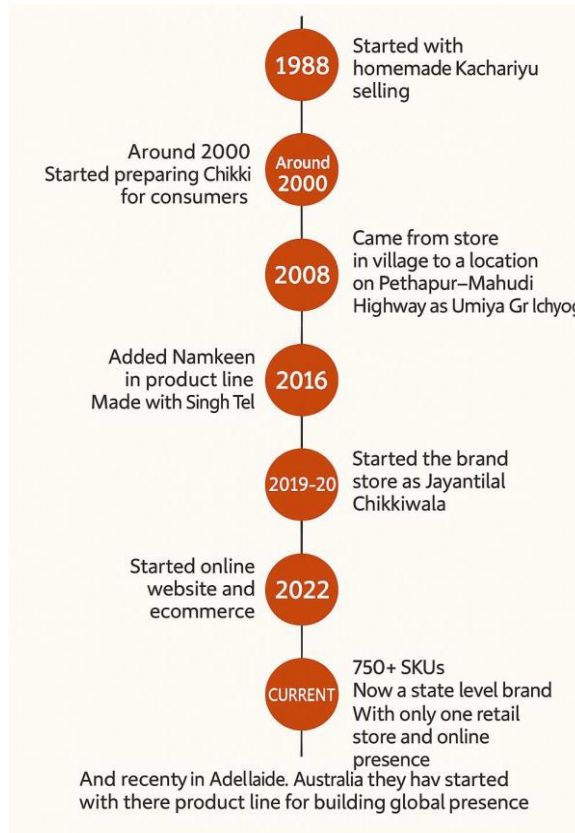 1988
Started with
homemade Kachariyu
selling
Around 2000
Started preparing Chikki
for consumers
Around
2000
2008
Came from store
in village to a location
on Pethapur–Mahudi
Highway as Umiya Gr Ichyog
Added Namkeen
in product line
Made with Singh Tel
2016
2019-20
Started the brand
store as Jayantilal
Chikkiwala
Started online
website and
ecommerce
2022
CURRENT
750+ SKUs
Now a state level brand
With only one retail
store and online
presence
And recenty in Adellaide. Australia they hav started
with there product line for building global presence